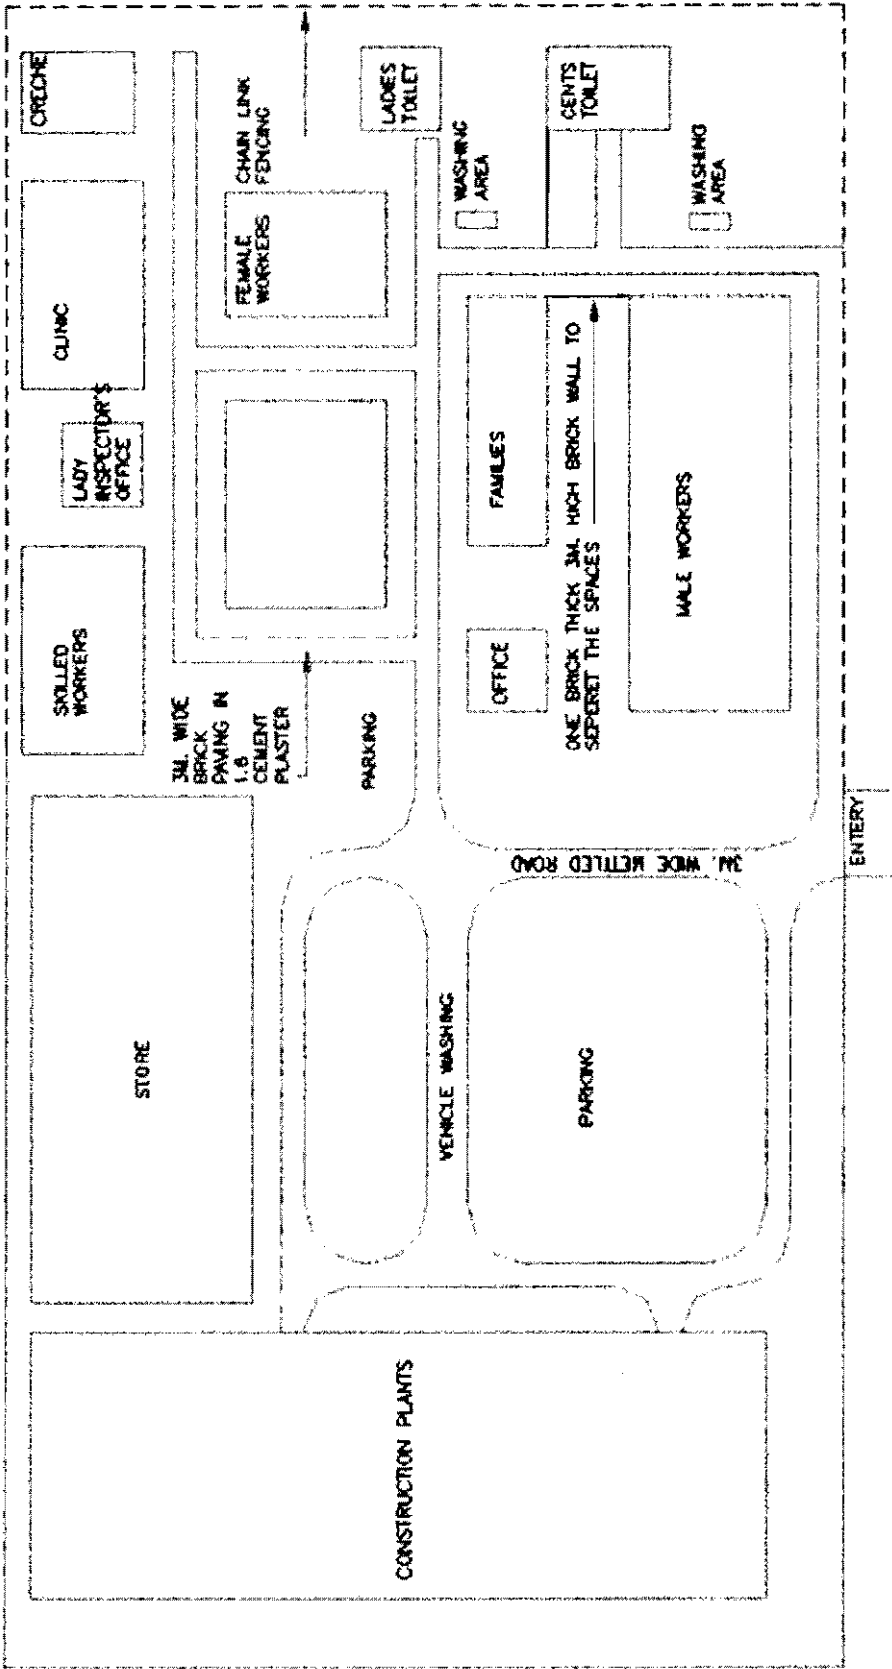 CRECHE
CLINIC
LADY
INSPECTOR'S
OFFICE
SKILLED
WORKERS
STORE
CONSTRUCTION PLANTS
CHAIN LINK
FENCING
FEMALE
WORKERS
3M. WIDE
BRICK
PAVING IN
1.6
CEMENT
PLASTER
PARKING
LADIES
TOILET
WASHING
AREA
GENTS
TOILET
WASHING
AREA
FAMILIES
OFFICE
ONE BRICK THICK 3M. HIGH BRICK WALL TO
SEPERET THE SPACES
MALE WORKERS
3M. WIDE METTLED ROAD
VEHICLE WASHING
PARKING
ENTERY